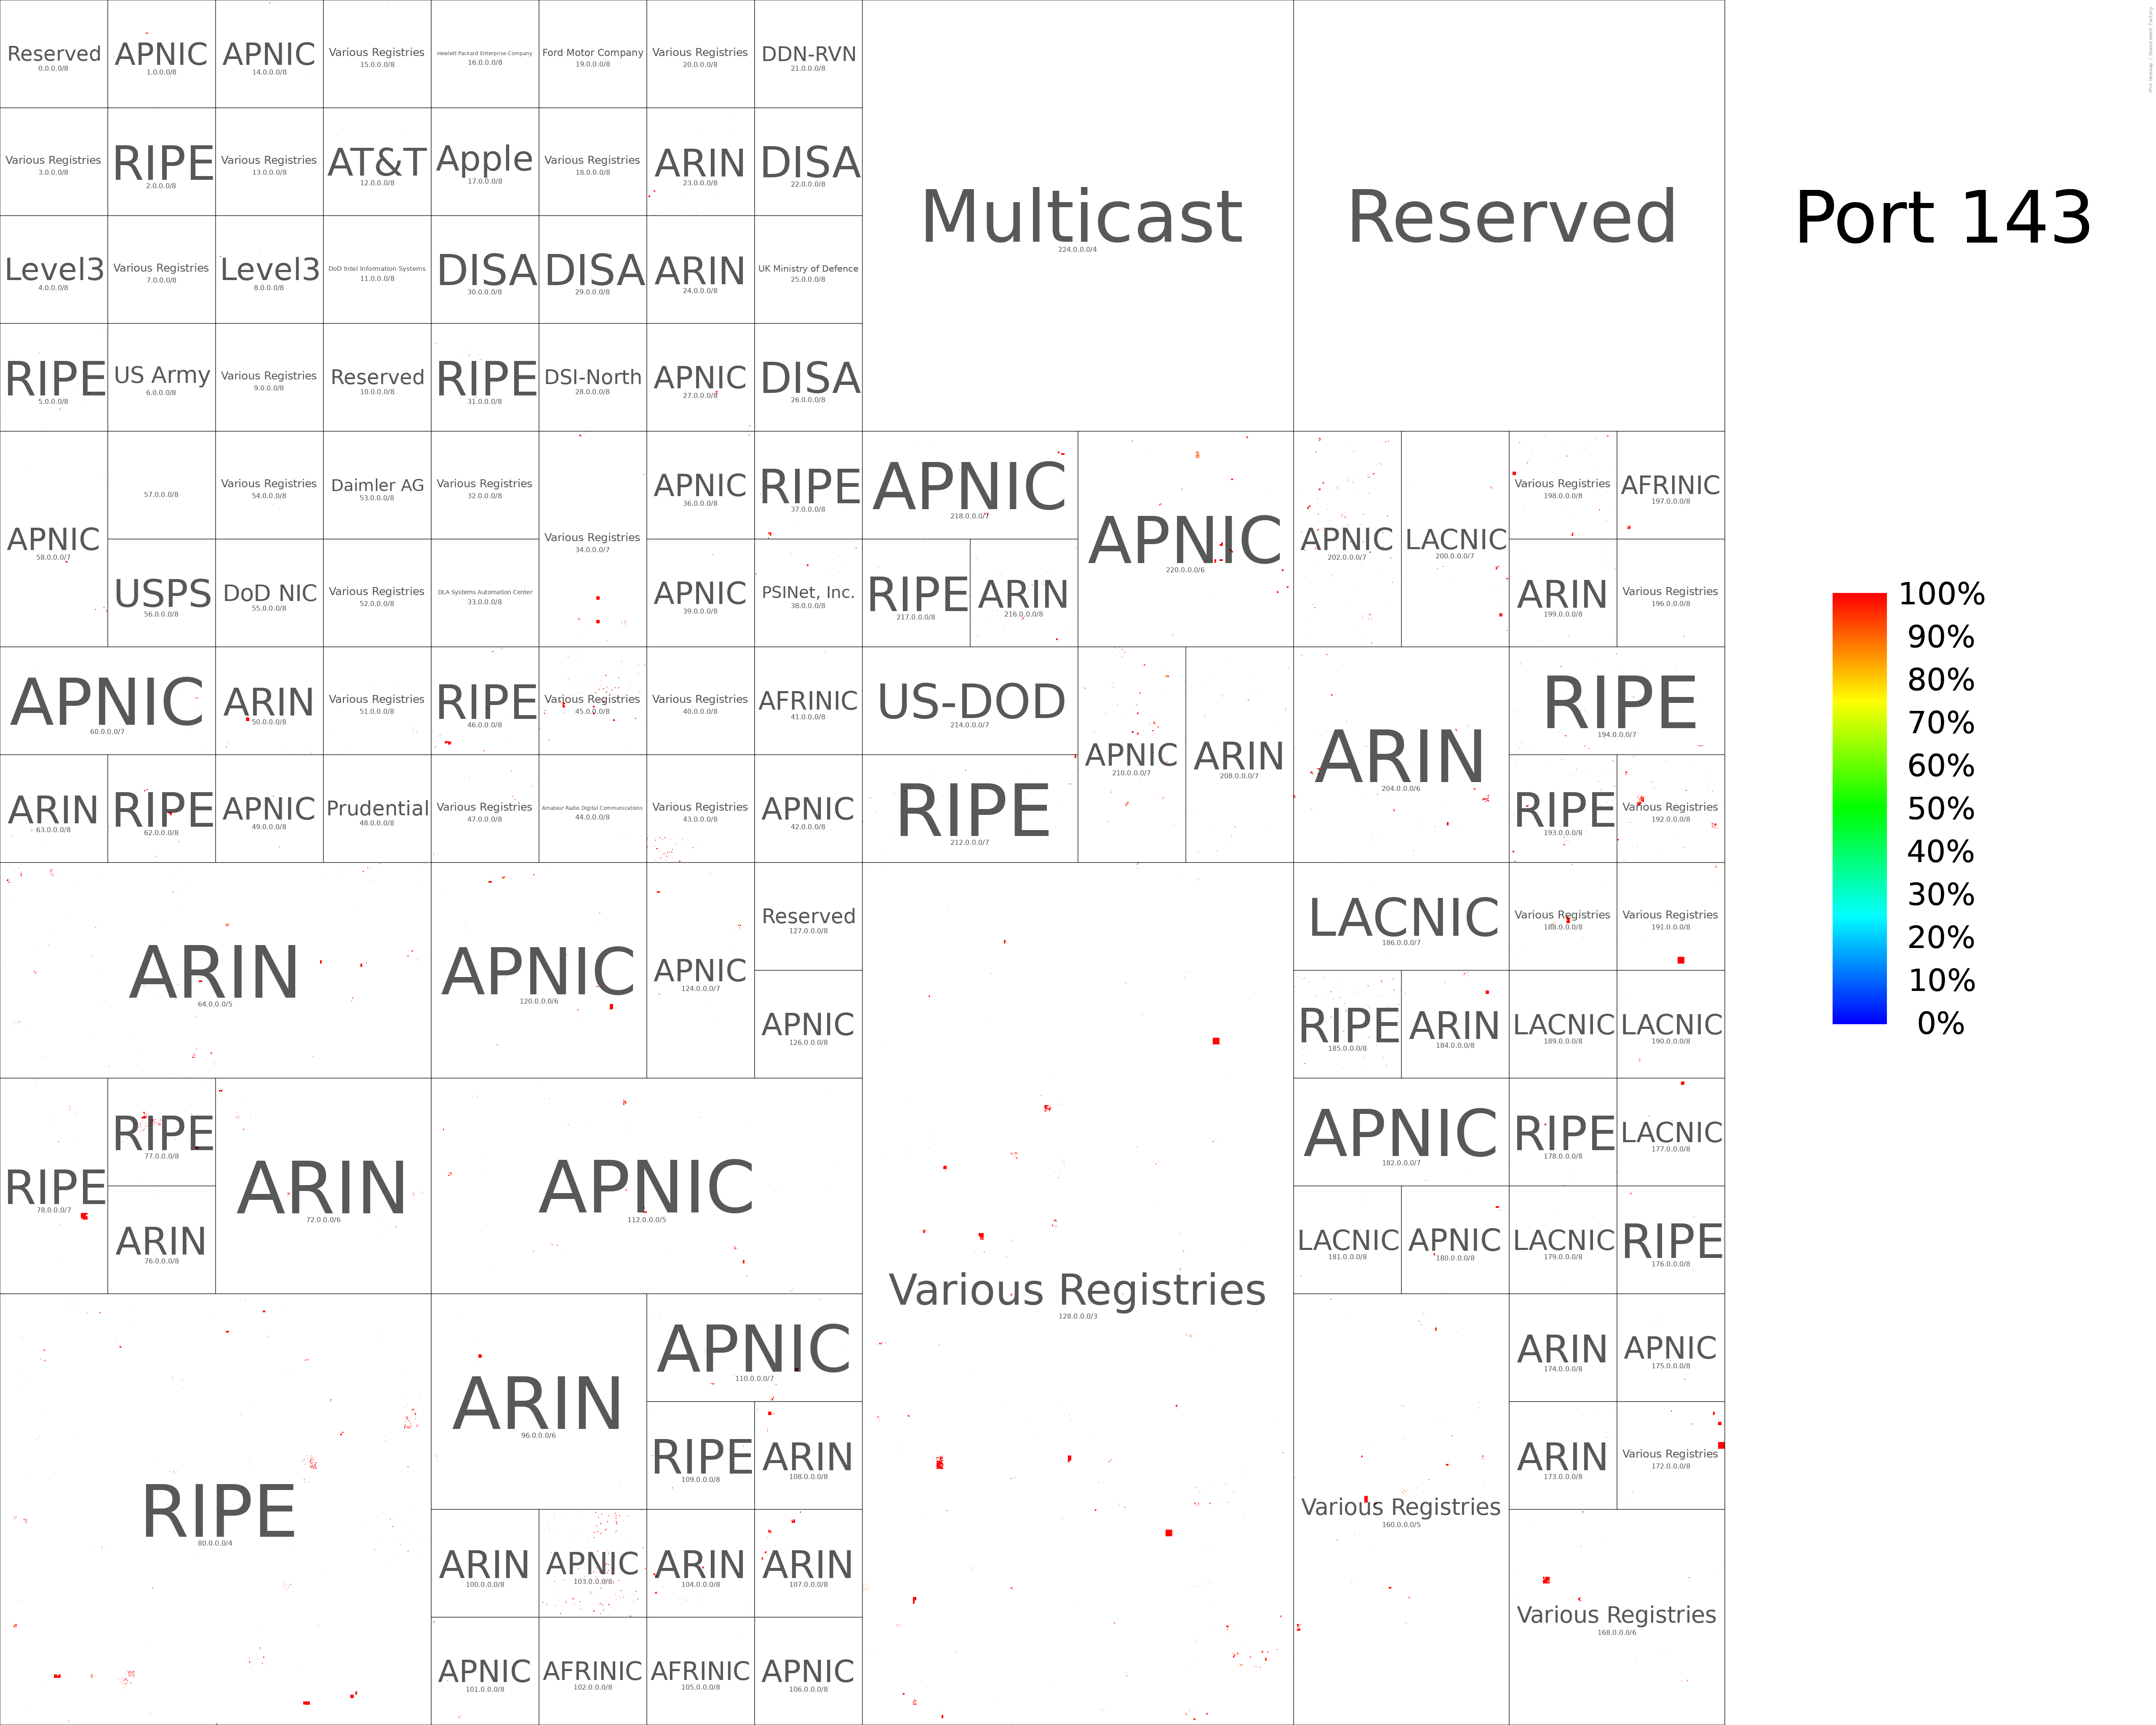 Reserved
0.0.0.0/8
APNIC
1.0.0.0/8
APNIC
14.0.0.0/8
Various Registries
15.0.0.0/8
Hewlett Packard Enterprise Company
16.0.0.0/8
Ford Motor Company
19.0.0.0/8
Various Registries
20.0.0.0/8
DDN-RVN
21.0.0.0/8
Various Registries
3.0.0.0/8
RIPE
2.0.0.0/8
Various Registries
13.0.0.0/8
AT&T
12.0.0.0/8
Apple
17.0.0.0/8
Various Registries
18.0.0.0/8
ARIN
23.0.0.0/8
DISA
22.0.0.0/8
Multicast
224.0.0.0/4
Reserved
Port 143
Level3
4.0.0.0/8
Various Registries
7.0.0.0/8
Level3
8.0.0.0/8
DoD Intel Information Systems
11.0.0.0/8
DISA
30.0.0.0/8
DISA
29.0.0.0/8
ARIN
24.0.0.0/8
UK Ministry of Defence
25.0.0.0/8
RIPE
5.0.0.0/8
US Army
6.0.0.0/8
Various Registries
9.0.0.0/8
Reserved
10.0.0.0/8
RIPE
31.0.0.0/8
DSI-North
28.0.0.0/8
APNIC
27.0.0.0/8
DISA
26.0.0.0/8
APNIC
58.0.0.0/7
57.0.0.0/8
Various Registries
54.0.0.0/8
Daimler AG
53.0.0.0/8
Various Registries
32.0.0.0/8
Various Registries
34.0.0.0/7
APNIC
36.0.0.0/8
RIPE
37.0.0.0/8
USPS
56.0.0.0/8
DoD NIC
55.0.0.0/8
Various Registries
52.0.0.0/8
DLA Systems Automation Center
33.0.0.0/8
APNIC
39.0.0.0/8
PSINet, Inc.
38.0.0.0/8
APNIC
218.0.0.0/7
APNIC
220.0.0.0/6
RIPE
217.0.0.0/8
ARIN
216.0.0.0/8
APNIC
202.0.0.0/7
LACNIC
200.0.0.0/7
Various Registries
198.0.0.0/8
AFRINIC
197.0.0.0/8
ARIN
199.0.0.0/8
Various Registries
196.0.0.0/8
APNIC
60.0.0.0/7
ARIN
50.0.0.0/8
Various Registries
51.0.0.0/8
RIPE
46.0.0.0/8
Various Registries
45.0.0.0/8
Various Registries
40.0.0.0/8
AFRINIC
41.0.0.0/8
ARIN
63.0.0.0/8
RIPE
62.0.0.0/8
APNIC
49.0.0.0/8
Prudential
48.0.0.0/8
Various Registries
47.0.0.0/8
Amateur Radio Digital Communications
44.0.0.0/8
Various Registries
43.0.0.0/8
APNIC
42.0.0.0/8
US-DOD
214.0.0.0/7
RIPE
212.0.0.0/7
APNIC
210.0.0.0/7
ARIN
208.0.0.0/7
ARIN
204.0.0.0/6
RIPE
194.0.0.0/7
RIPE
193.0.0.0/8
Various Registries
192.0.0.0/8
100%
90%
80%
70%
60%
50%
40%
30%
20%
10%
0%
ARIN
64.0.0.0/5
APNIC
120.0.0.0/6
APNIC
124.0.0.0/7
Reserved
127.0.0.0/8
APNIC
126.0.0.0/8
RIPE
78.0.0.0/7
RIPE
77.0.0.0/8
ARIN
76.0.0.0/8
ARIN
72.0.0.0/6
APNIC
112.0.0.0/5
Various Registries
128.0.0.0/3
LACNIC
186.0.0.0/7
Various Registries
188.0.0.0/8
Various Registries
191.0.0.0/8
RIPE
185.0.0.0/8
ARIN
184.0.0.0/8
LACNIC
189.0.0.0/8
LACNIC
190.0.0.0/8
APNIC
182.0.0.0/7
RIPE
178.0.0.0/8
LACNIC
177.0.0.0/8
LACNIC
181.0.0.0/8
APNIC
180.0.0.0/8
LACNIC
179.0.0.0/8
RIPE
176.0.0.0/8
RIPE
80.0.0.0/4
ARIN
96.0.0.0/6
APNIC
110.0.0.0/7
RIPE
109.0.0.0/8
ARIN
108.0.0.0/8
ARIN
100.0.0.0/8
APNIC
103.0.0.0/8
ARIN
104.0.0.0/8
ARIN
107.0.0.0/8
APNIC
101.0.0.0/8
AFRINIC
102.0.0.0/8
AFRINIC
105.0.0.0/8
APNIC
106.0.0.0/8
Various Registries
160.0.0.0/5
ARIN
174.0.0.0/8
APNIC
175.0.0.0/8
ARIN
173.0.0.0/8
Various Registries
172.0.0.0/8
Various Registries
168.0.0.0/6